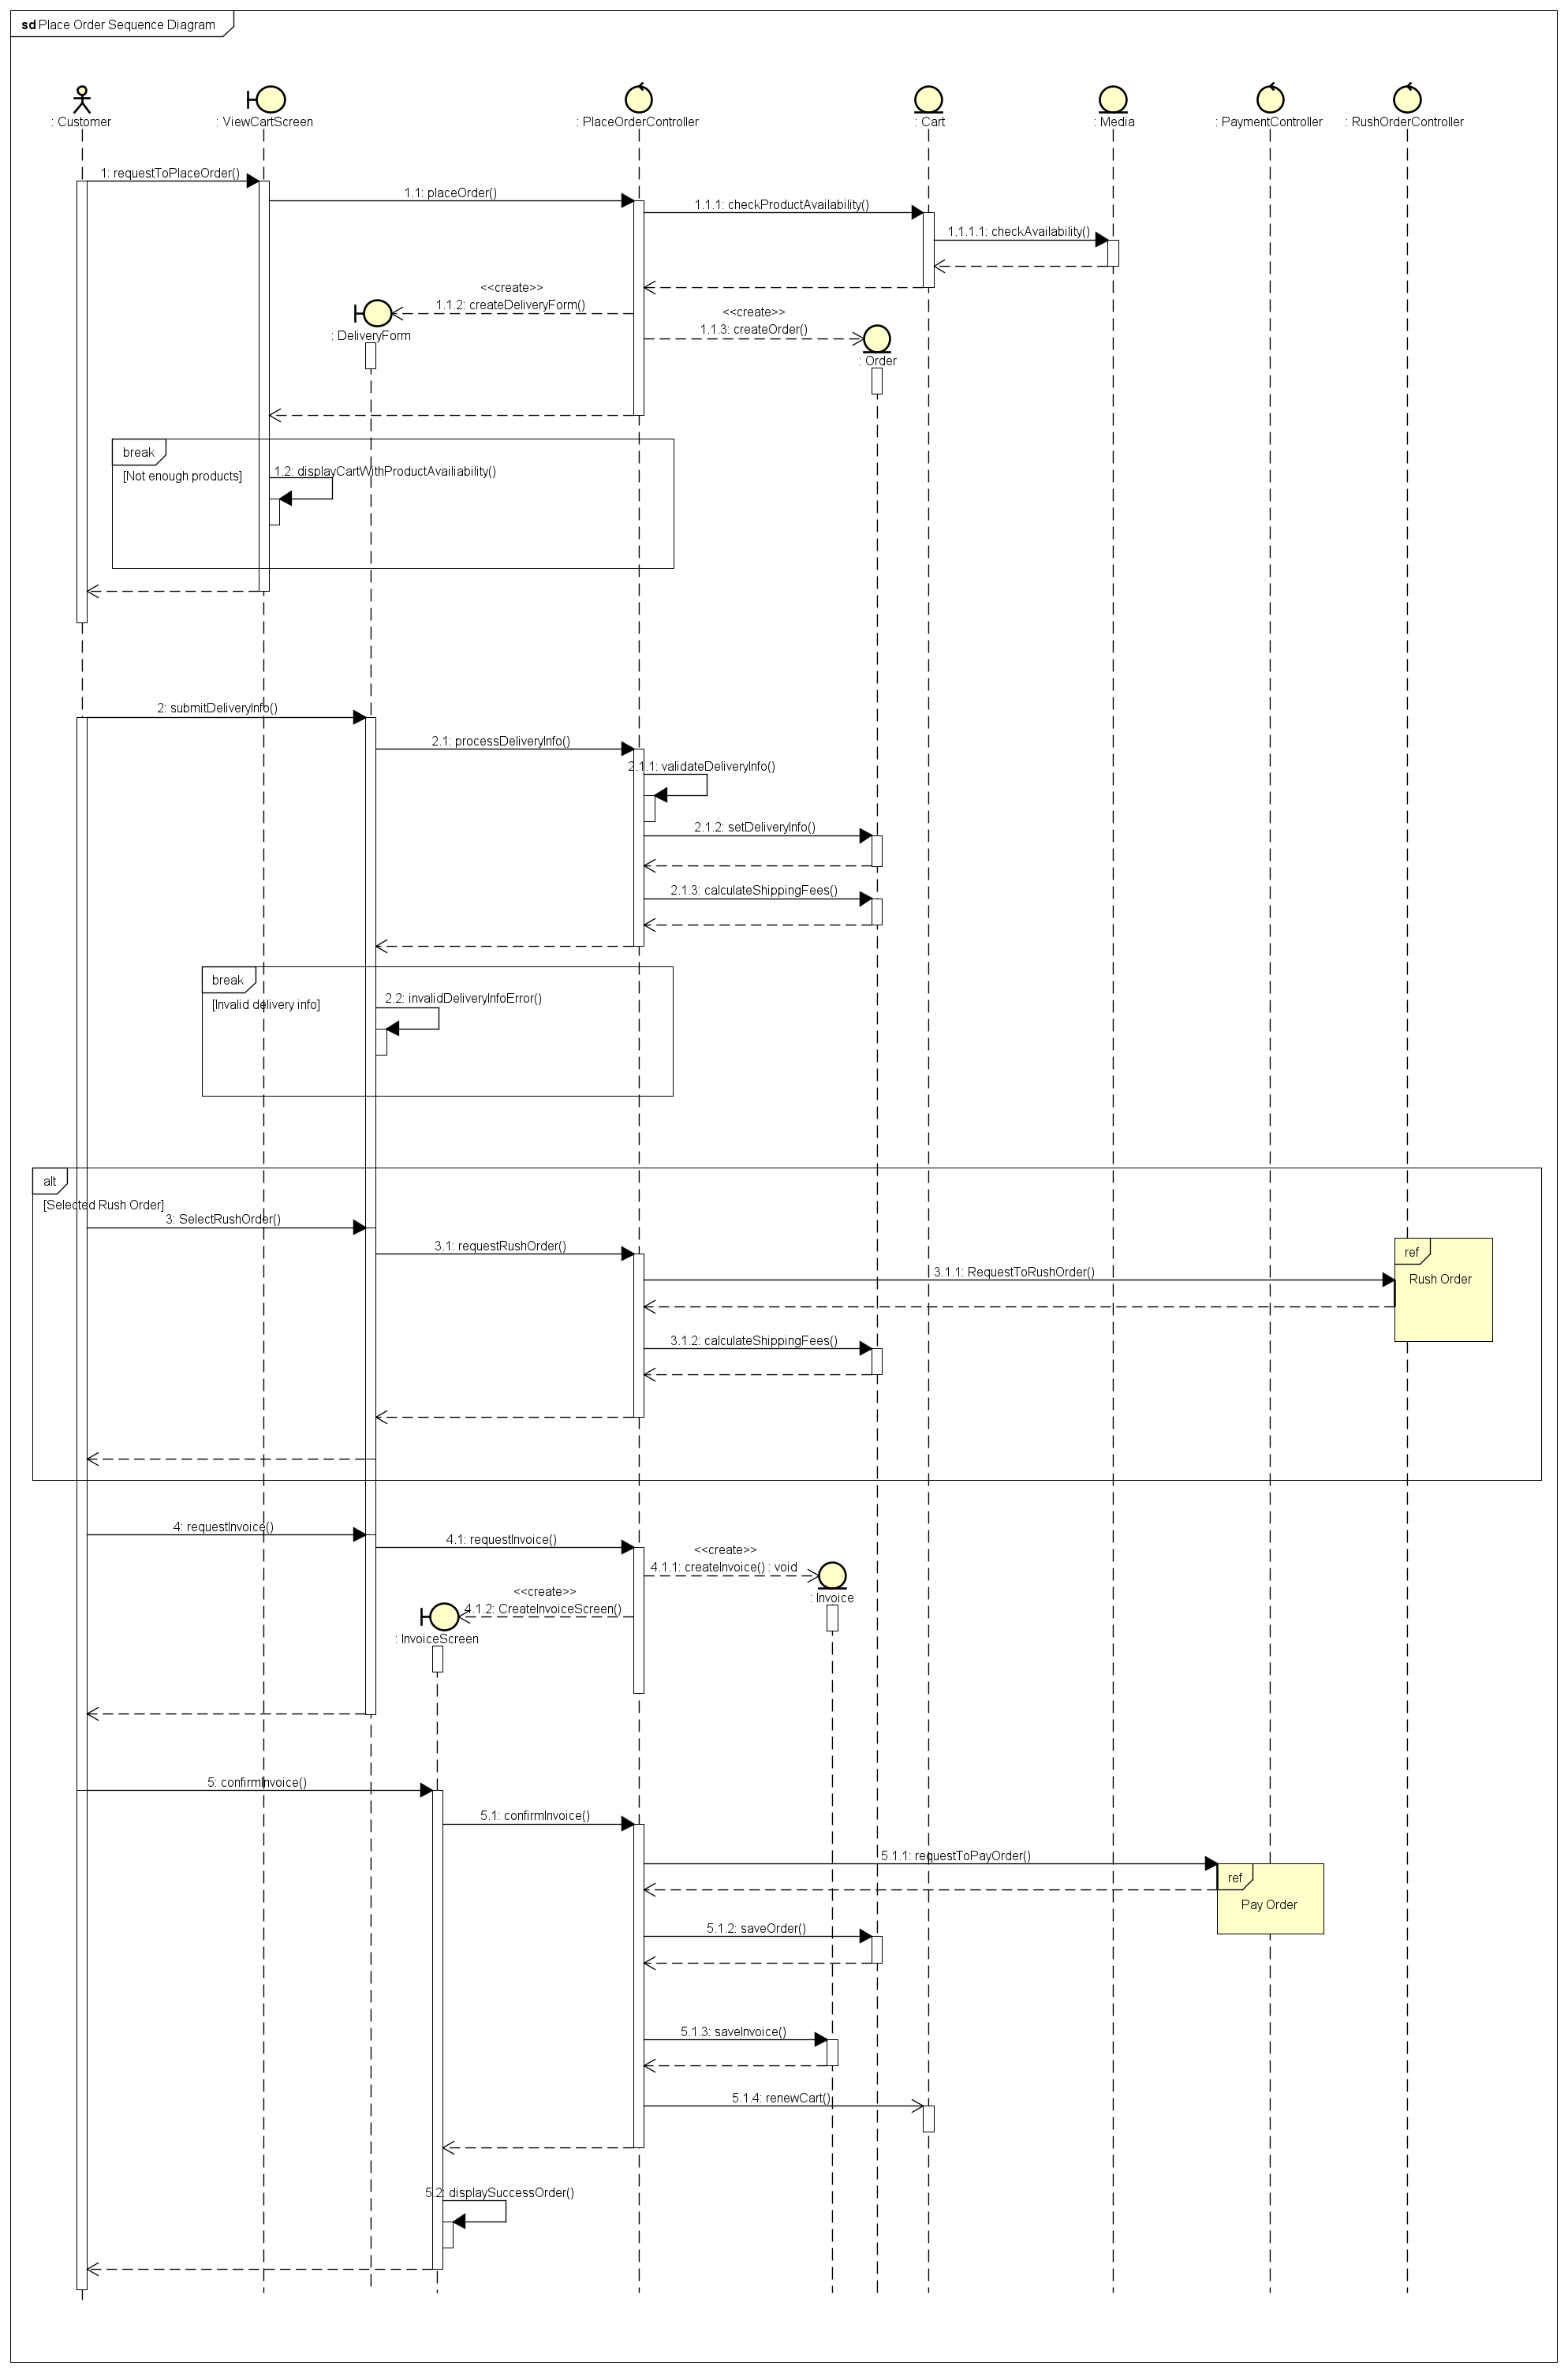 sd Place Order Sequence Diagram
: Customer
: ViewCartScreen
: PlaceOrderController
: Cart
: Media
: PaymentController
: RushOrderController
1: requestToPlaceOrder()
1.1: placeOrder()
1.1.1: checkProductAvailability()
1.1.1.1: checkAvailability()
<<create>>
1.1.2: createDeliveryForm()
: DeliveryForm
<<create>>
1.1.3: createOrder()
: Order
break
[Not enough products]
1.2: displayCartWithProductAvailiability()
2: submitDeliveryInfo()
2.1: processDeliveryInfo()
2.1.1: validateDeliveryInfo()
2.1.2: setDeliveryInfo()
2.1.3: calculateShippingFees()
break
[Invalid delivery info]
2.2: invalidDeliveryInfoError()
alt
[Selected Rush Order]
3: SelectRushOrder()
3.1: requestRushOrder()
ref
3.1.1: RequestToRushOrder()
Rush Order
3.1.2: calculateShippingFees()
4: requestInvoice()
4.1: requestInvoice()
<<create>>
4.1.1: createInvoice() : void
: Invoice
<<create>>
4.1.2: CreateInvoiceScreen()
: InvoiceScreen
5: confirmInvoice()
5.1: confirmInvoice()
5.1.1: requestToPayOrder()
ref
Pay Order
5.1.2: saveOrder()
5.1.3: saveInvoice()
5.1.4: renewCart()
5.2: displaySuccessOrder()